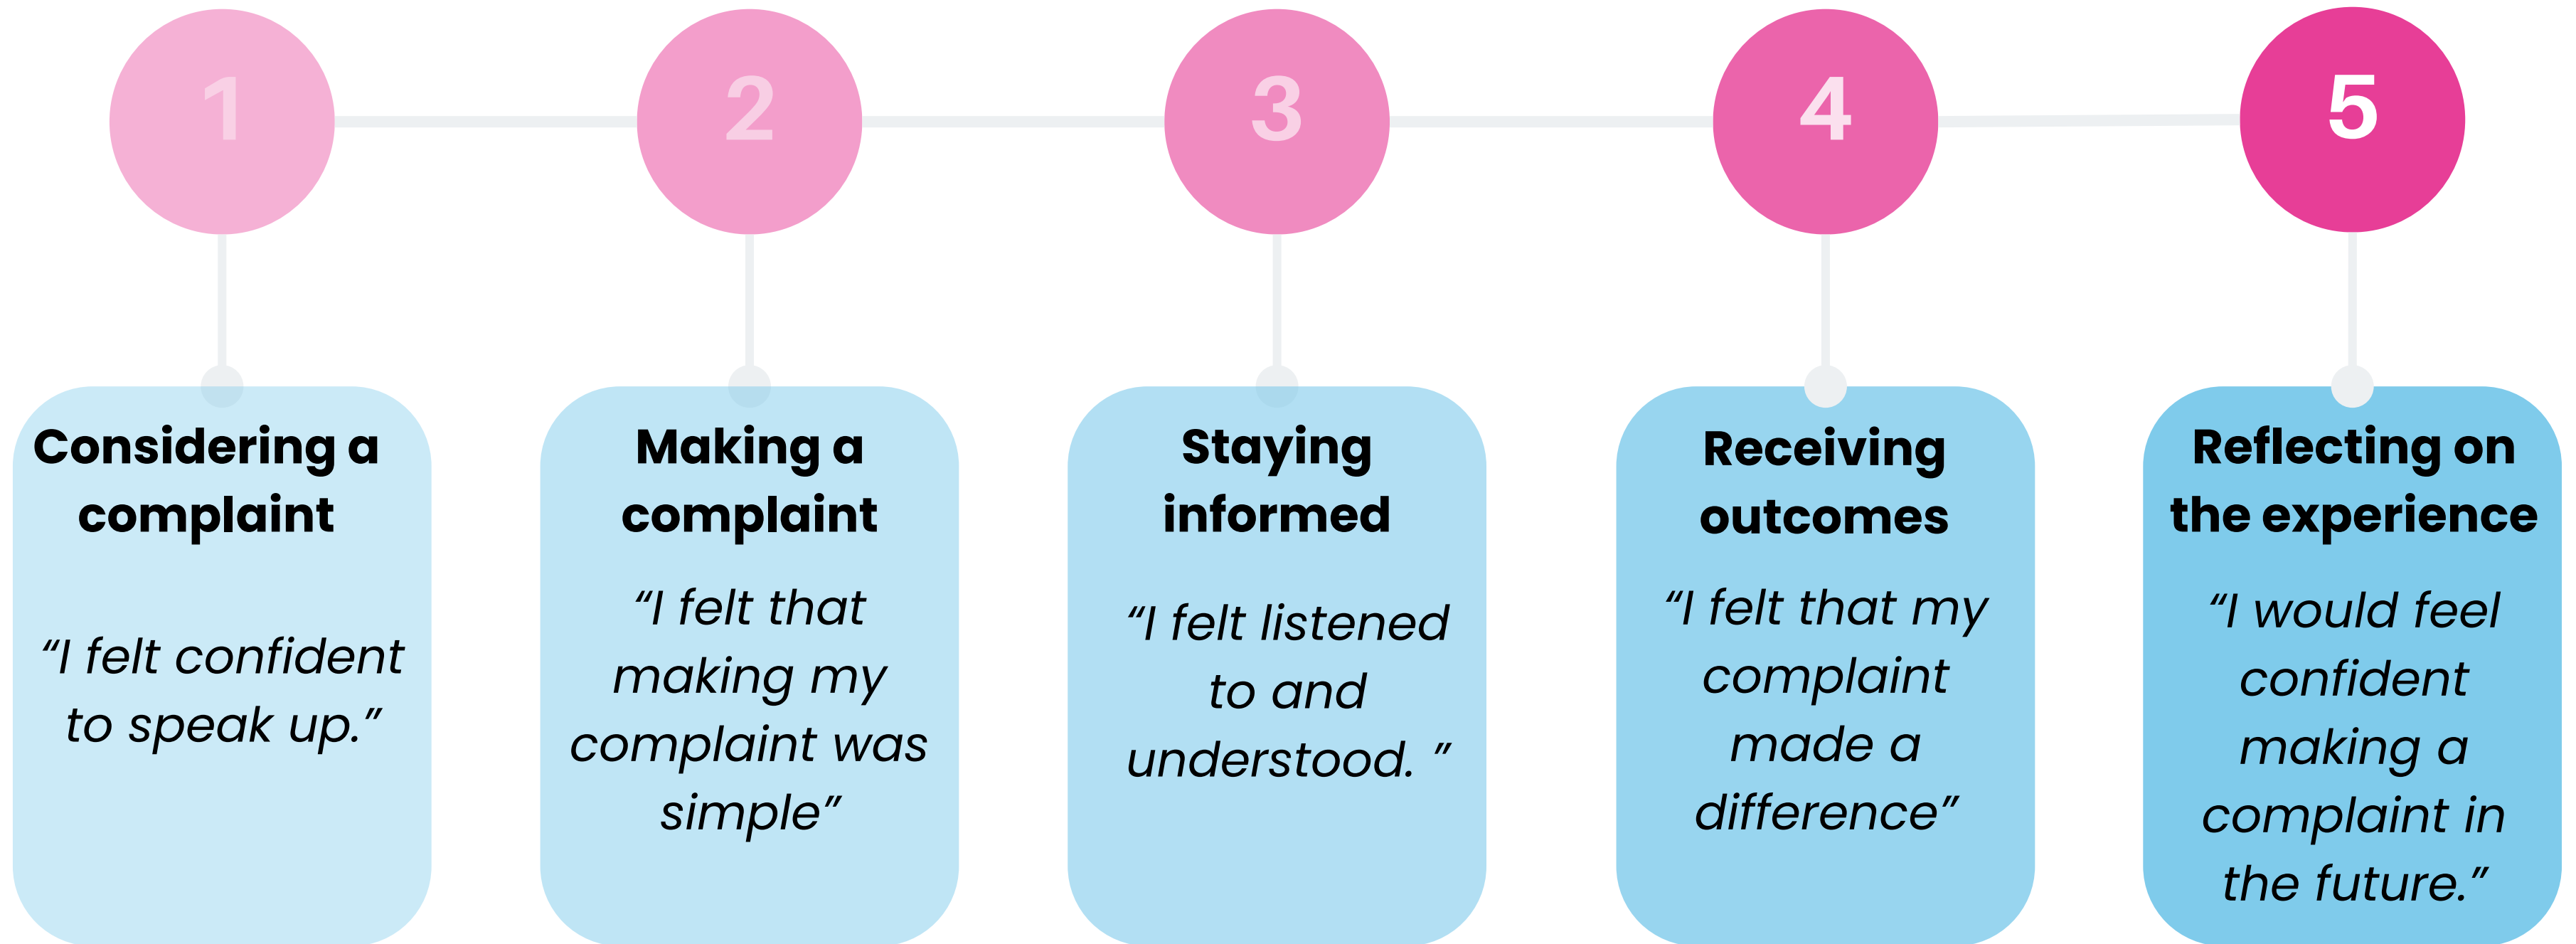 1
2
3
4
5
Considering a
complaint
“I felt confident
to speak up.”
Making a
complaint
“I felt that
making my
complaint was
simple”
Staying
informed
“I felt listened
to and
understood. ”
Receiving
outcomes
“I felt that my
complaint
made a
difference”
Reflecting on
the experience
“I would feel
confident
making a
complaint in
the future.”